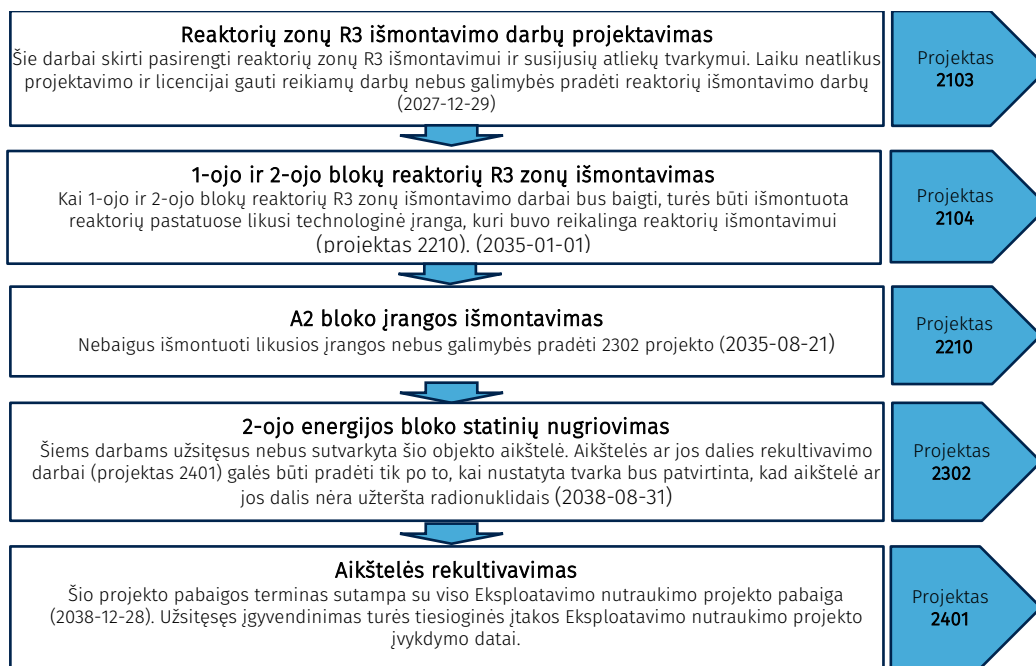 Reaktorių zonų R3 išmontavimo darbų projektavimas
Šie darbai skirti pasirengti reaktorių zonų R3 išmontavimui ir susijusių atliekų tvarkymui. Laiku neatlikus
projektavimo ir licencijai gauti reikiamų darbų nebus galimybės pradėti reaktorių išmontavimo darbų
(2027-12-29)
Projektas
2103
1-ojo ir 2-ojo blokų reaktorių R3 zonų išmontavimas
Kai 1-ojo ir 2-ojo blokų reaktorių R3 zonų išmontavimo darbai bus baigti, turės būti išmontuota
reaktorių pastatuose likusi technologinė įranga, kuri buvo reikalinga reaktorių išmontavimui
(projektas 2210). (2035-01-01)
Projektas
2104
A2 bloko įrangos išmontavimas
Nebaigus išmontuoti likusios įrangos nebus galimybės pradėti 2302 projekto (2035-08-21)
Projektas
2210
2-ojo energijos bloko statinių nugriovimas
Šiems darbams užsitęsus nebus sutvarkyta šio objekto aikštelė. Aikštelės ar jos dalies rekultivavimo
darbai (projektas 2401) galės būti pradėti tik po to, kai nustatyta tvarka bus patvirtinta, kad aikštelė ar
jos dalis nėra užteršta radionuklidais (2038-08-31)
Projektas
2302
Aikštelės rekultivavimas
Šio projekto pabaigos terminas sutampa su viso Eksploatavimo nutraukimo projekto pabaiga
(2038-12-28). Užsitęsęs įgyvendinimas turės tiesioginės įtakos Eksploatavimo nutraukimo projekto
įvykdymo datai.
Projektas
2401